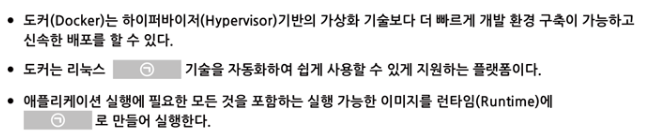 • 도커(Docker)는 하이퍼바이저(Hypervisor)기반의 가상화 기술보다 더 빠르게 개발 환경 구축이 가능하고
신속한 배포를 할 수 있다.
• 도커는 리눅스 ㉠ 기술을 자동화하여 쉽게 사용할 수 있게 지원하는 플랫폼이다.
• 애플리케이션 실행에 필요한 모든 것을 포함하는 실행 가능한 이미지를 런타임(Runtime)에
㉠ 로 만들어 실행한다.